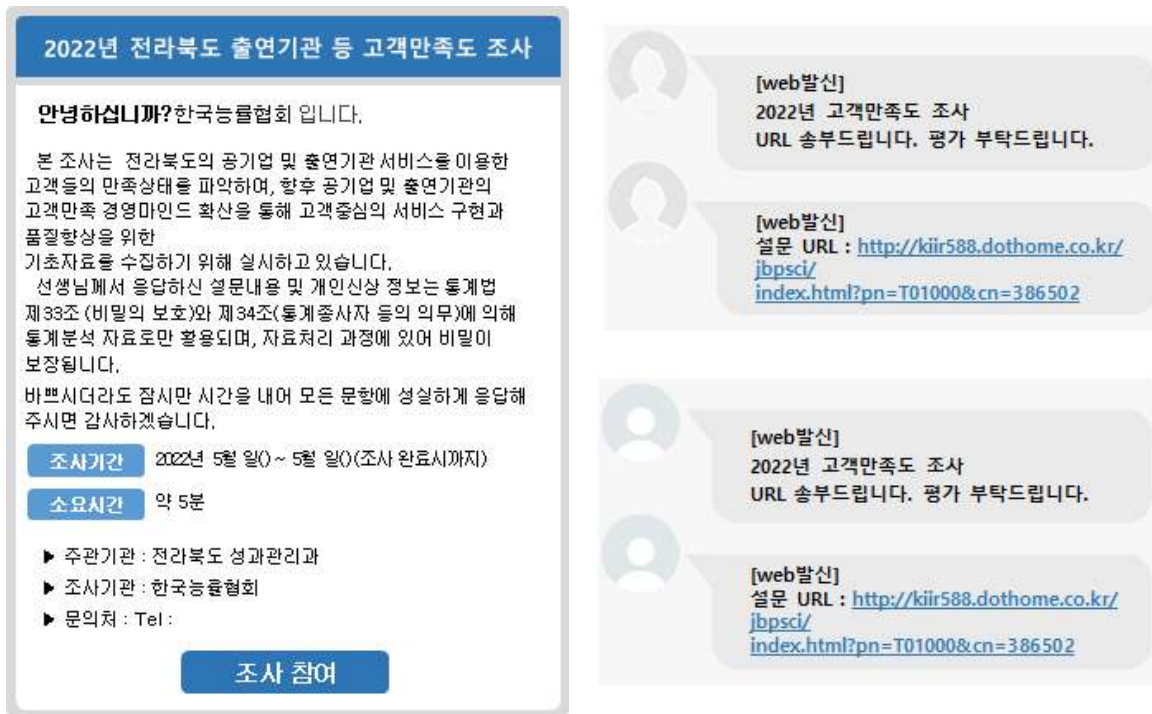 2022년 전라북도 출연기관 등 고객만족도 조사
안녕하십니까?한국능률협회 입니다.
본 조사는 전라북도의 공기업 및 출연기관 서비스를 이용한
고객들의 만족상태를 파악하며, 향후 공기업 및 출연기관의
고객만족 경영마인드 확산을 통해 고객중심의 서비스 구현과
품질향상을 위한
기초자료를 수집하기 위해 실시하고 있습니다.
선생님께서 응답하신 설문내용 및 개인신상 정보는 통계법
제33조 (비밀의 보호)와 제34조(통계종사자 등의 의무)에 의해
통계분석 자료로만 활용되며, 자료처리 과정에 있어 비밀이
보장됩니다.
바쁘시더라도 잠시만 시간을 내어 모든 문항에 성실하게 응답해
주시면 감사하겠습니다.
조사기간 2022년 5월 일()~ 5월 일()(조사 완료시까지)
소요시간 약 5분
▶ 주관기관 : 전라북도 성과관리과
▶ 조사기관 : 한국능률협회
▶ 문의처 : Tel :
조사 참여
[web발신]
2022년 고객만족도 조사
URL 송부드립니다. 평가 부탁드립니다.
[web발신]
설문 URL : http://kiir588.dothome.co.kr/
jbpsci/
index.html?pn=T01000&cn=386502
[web발신]
2022년 고객만족도 조사
URL 송부드립니다. 평가 부탁드립니다.
[web발신]
설문 URL : http://kiir588.dothome.co.kr/
jbpsci/
index.html?pn=T01000&cn=386502